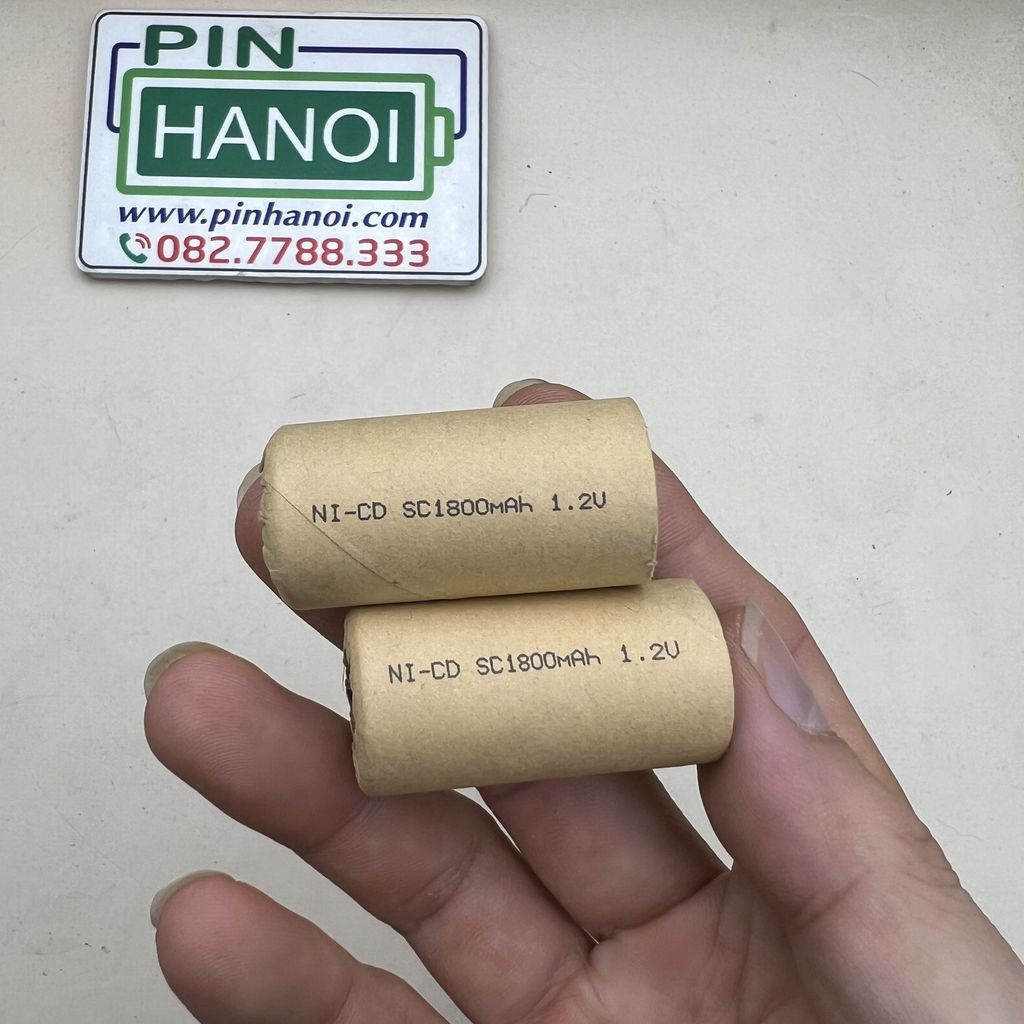 PIN
HANOI
www.pinhanoi.com
082.7788.333
NI-CD SC1800mAh 1.2V
NI-CD SC1800mAh 1.2V